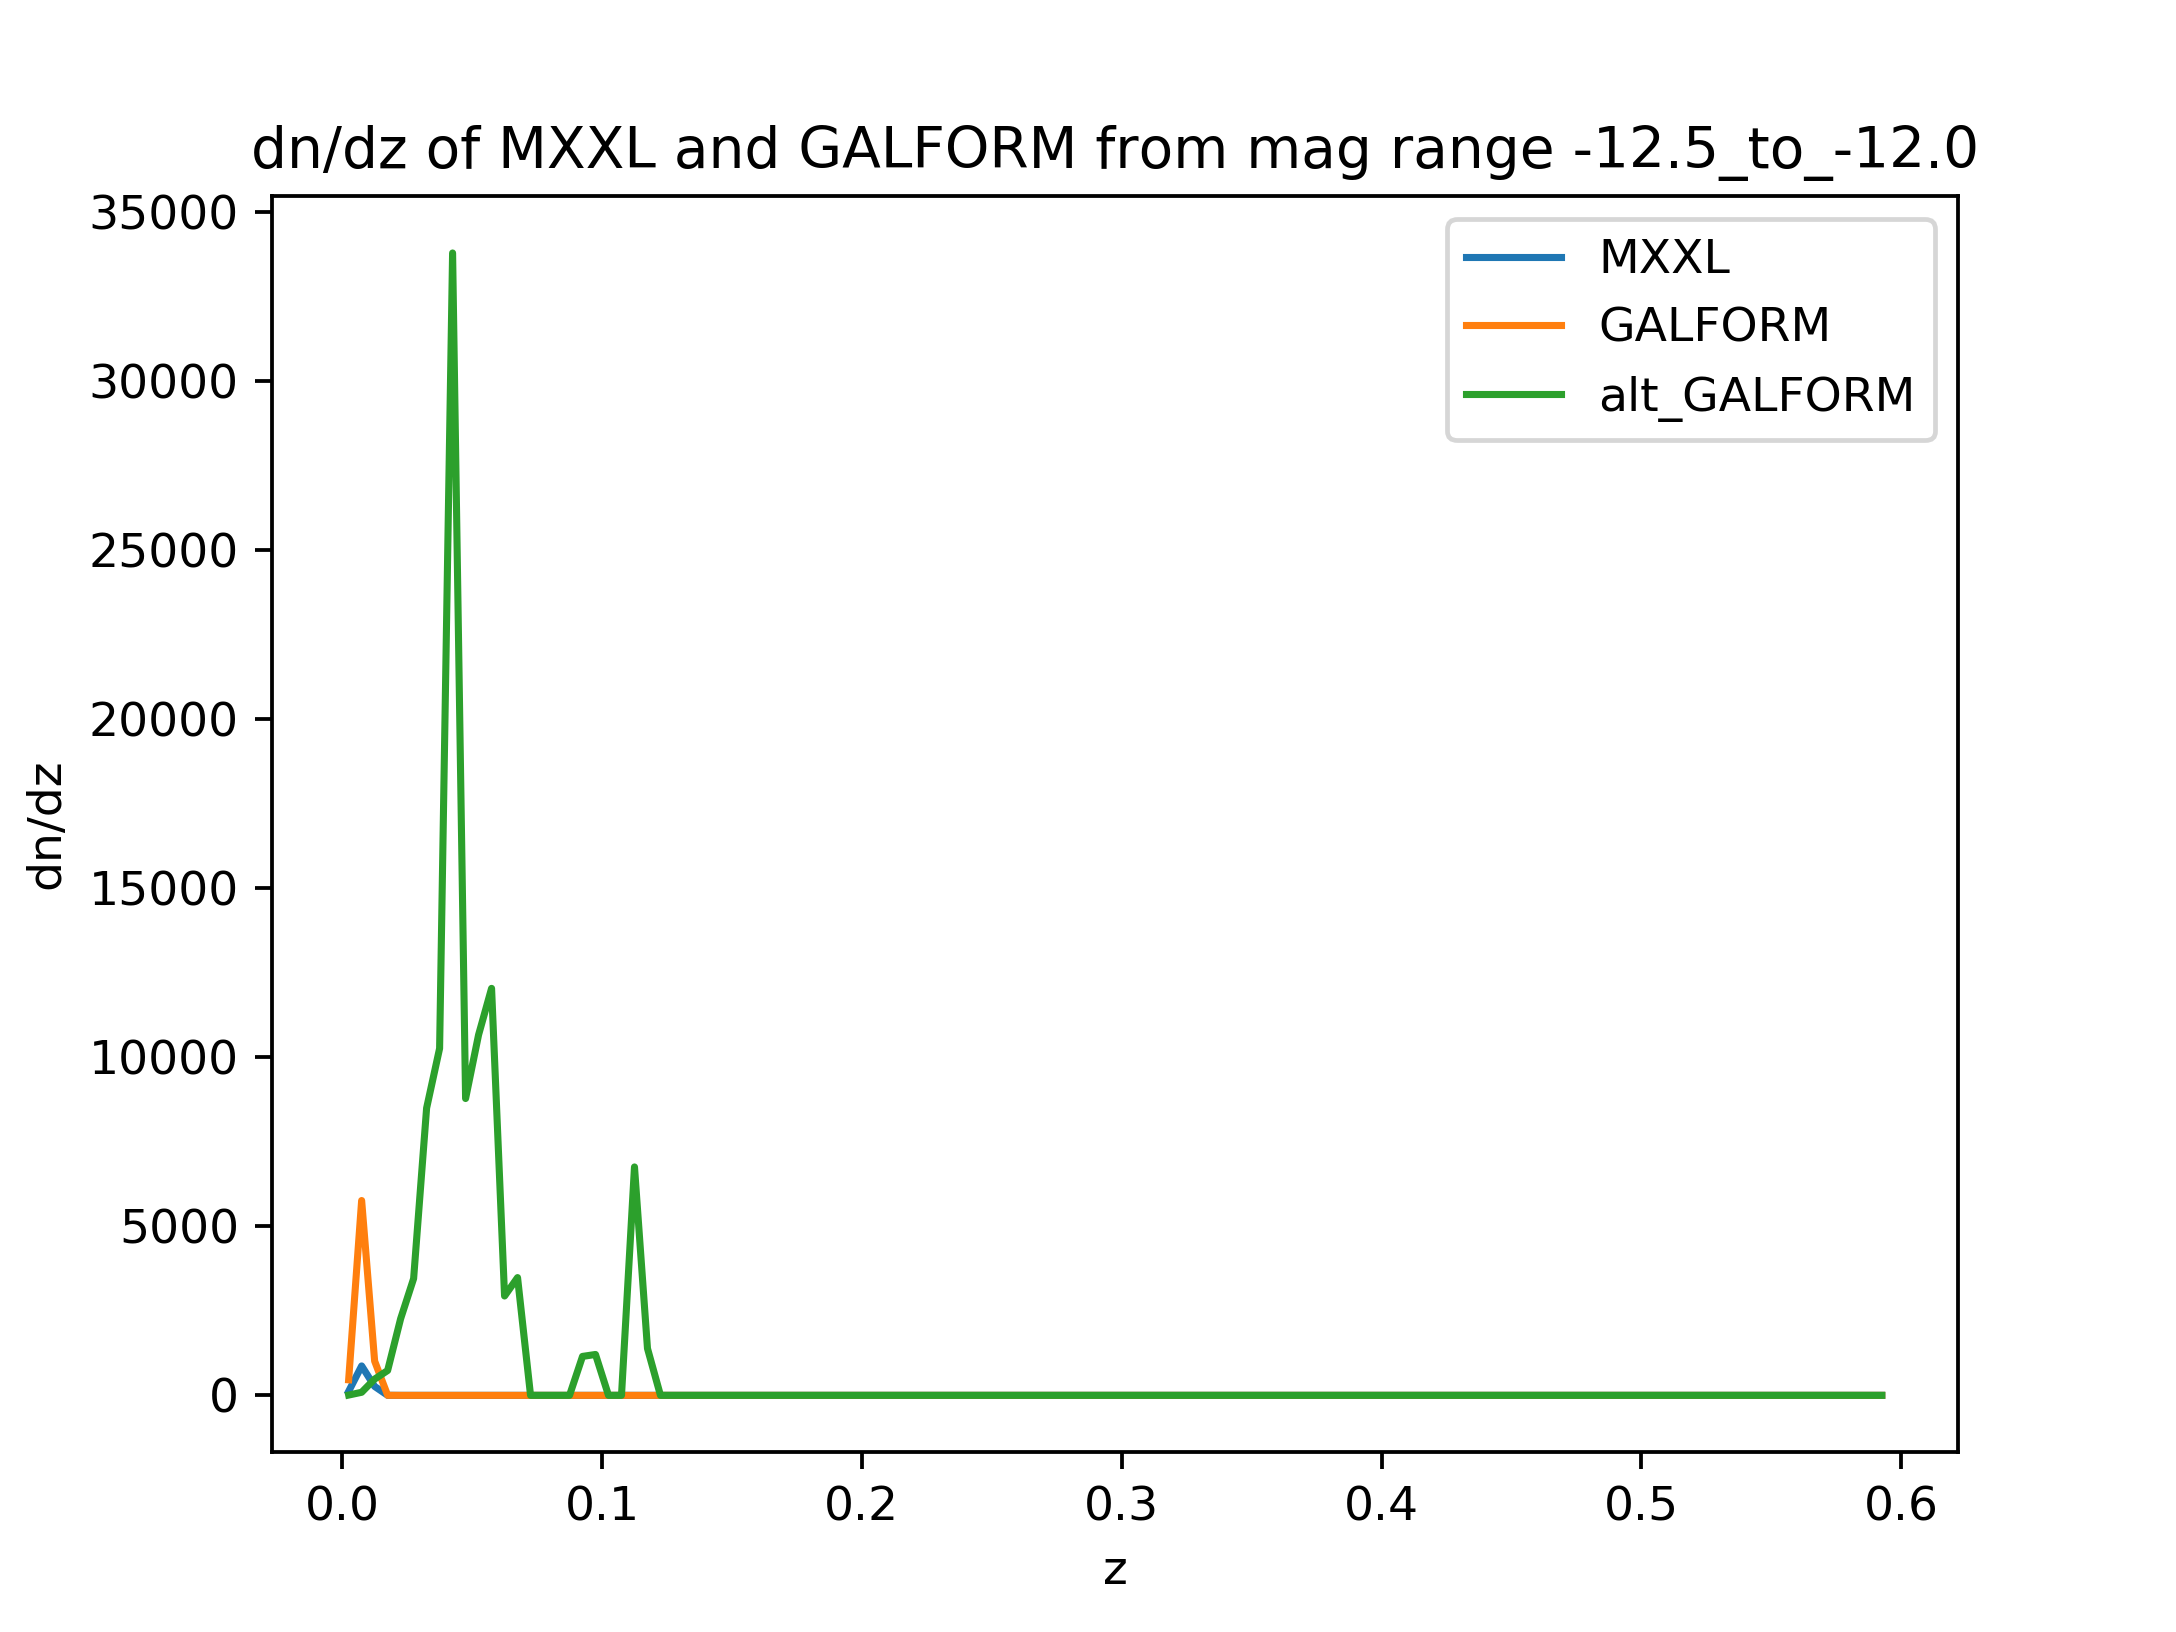 dn/dz of MXXL and GALFORM from mag range -12.5_to_-12.0
35000
30000
25000
20000
15000
10000
5000
0
dn/dz
MXXL
GALFORM
alt_GALFORM
0.0 0.1 0.2 0.3 0.4 0.5 0.6
z